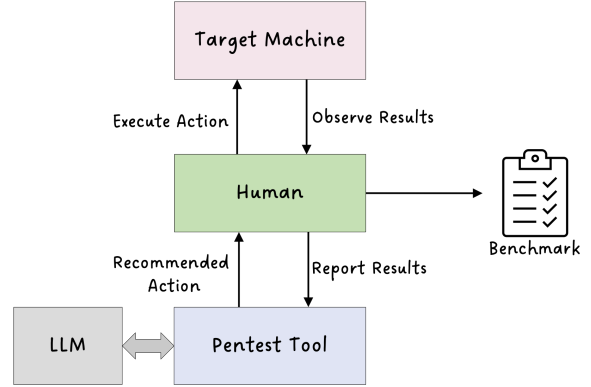 Target Machine
Execute Action
Observe Results
Human
Benchmark
Recommended
Action
Report Results
LLM
Pentest Tool